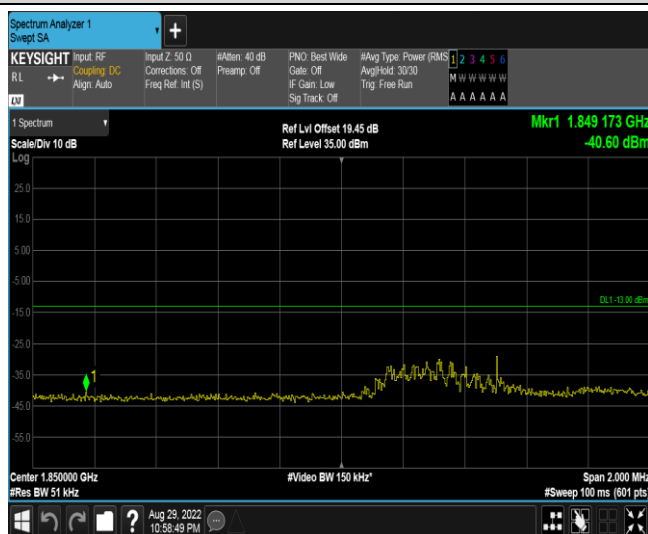 Spectrum Analyzer 1
Swept SA
+
KEYSIGHT
RL
LXI
Input: RF
Coupling: DC
Align: Auto
Input Z: 50 Ω
Corrections: Off
Freq Ref: Int (S)
#Atten: 40 dB
Preamp: Off
PNO: Best Wide
Gate: Off
IF Gain: Low
Sig Track: Off
#Avg Type: Power (RMS
Avg|Hold: 30/30
Trig: Free Run
1 2 3 4 5 6
M W W W W W
A A A A A A
1 Spectrum
Scale/Div 10 dB
Ref Lvl Offset 19.45 dB
Ref Level 35.00 dBm
Mkr1 1.849 173 GHz
-40.60 dBm
Log
25.0
15.0
5.00
-5.00
DL1 -13.00 dBm
-15.0
-25.0
-35.0
1
-45.0
-55.0
Center 1.850000 GHz
#Res BW 51 kHz
#Video BW 150 kHz*
Span 2.000 MHz
#Sweep 100 ms (601 pts)
?
Aug 29, 2022
10:58:49 PM